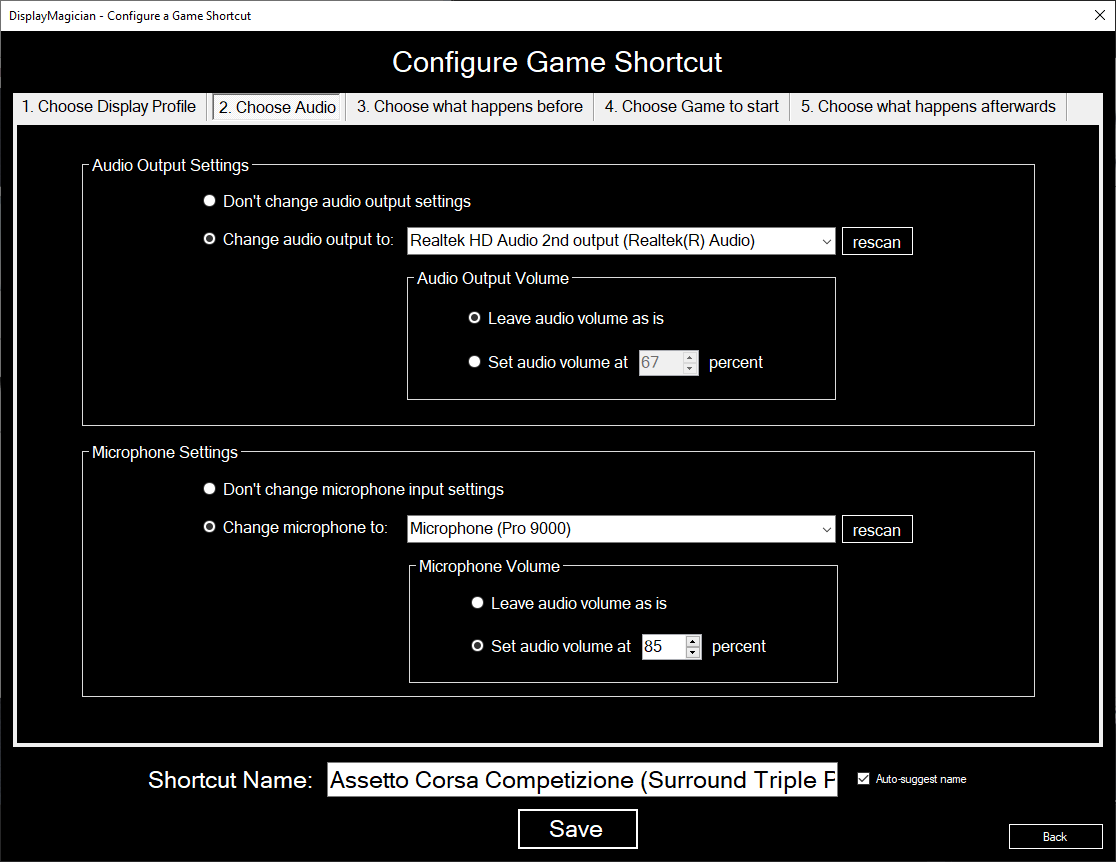 DisplayMagician - Configure a Game Shortcut
Configure Game Shortcut
1. Choose Display Profile 2. Choose Audio 3. Choose what happens before 4. Choose Game to start 5. Choose what happens afterwards
Audio Output Settings
Don't change audio output settings
Change audio output to: Realtek HD Audio 2nd output (Realtek(R) Audio) rescan
Audio Output Volume
Leave audio volume as is
Set audio volume at 67 percent
Microphone Settings
Don't change microphone input settings
Change microphone to: Microphone (Pro 9000) rescan
Microphone Volume
Leave audio volume as is
Set audio volume at 85 percent
Shortcut Name: Assetto Corsa Competizione (Surround Triple Auto-suggest name
Save
Back